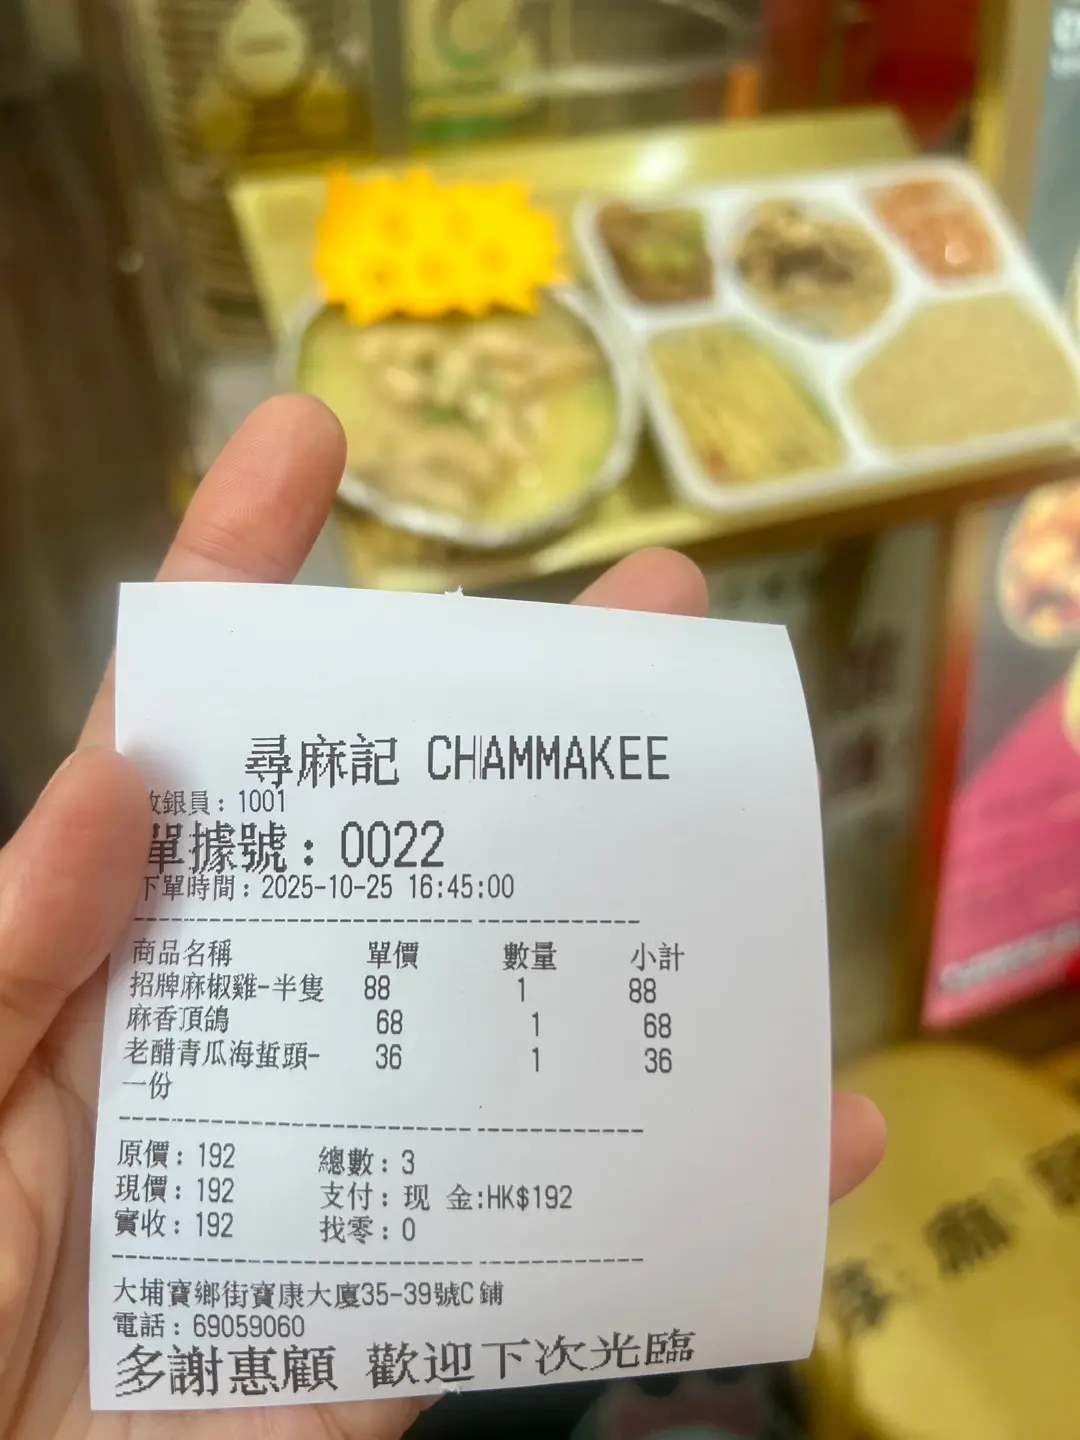 尋麻記 CHAMMAKEE
收銀員：1001
單據號：0022
下單時間：2025-10-25 16:45:00
商品名稱 單價 數量 小計
招牌麻椒雞-半隻 88 1 88
麻香頂鴿 68 1 68
老醋青瓜海蜇頭- 36 1 36
一份
原價：192 總數：3
現價：192 支付：现 金:HK$192
實收：192 找零：0
大埔寶鄉街寶康大廈35-39號C鋪
電話：69059060
多謝惠顧 歡迎下次光臨